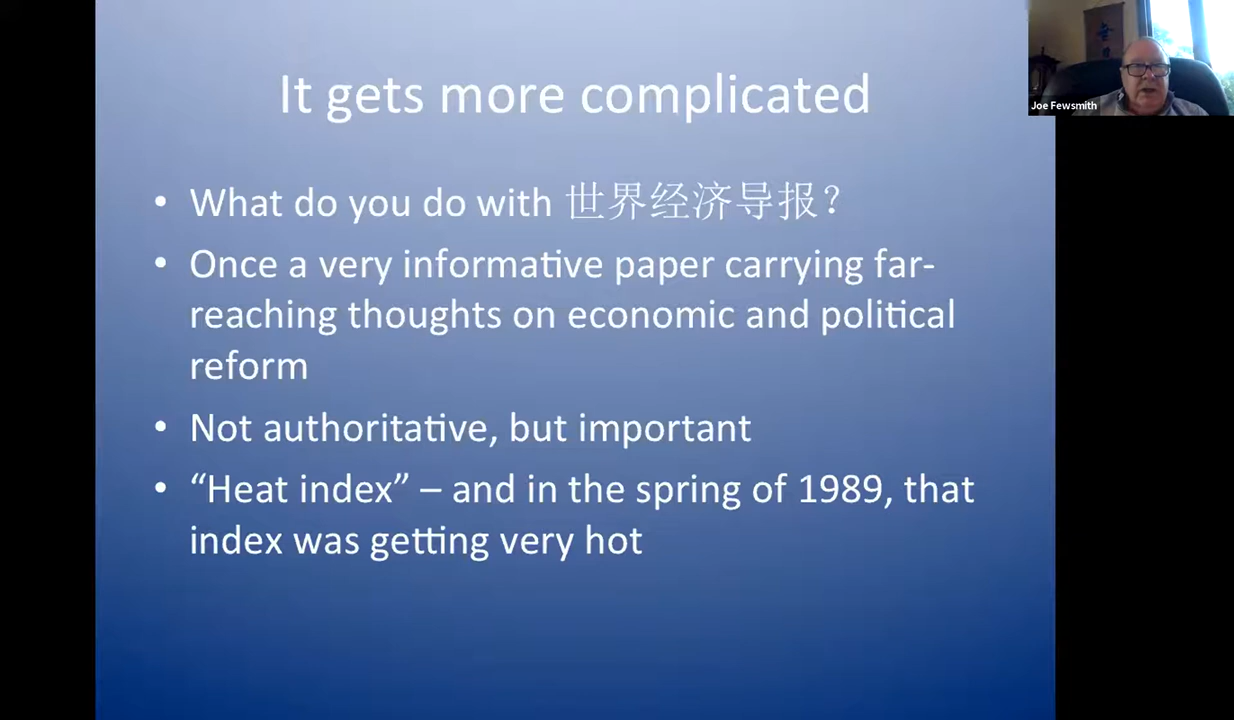 It gets more complicated
Joe Fewsmith
• What do you do with 世界经济导报？
• Once a very informative paper carrying far-
reaching thoughts on economic and political
reform
• Not authoritative, but important
• “Heat index” – and in the spring of 1989, that
index was getting very hot